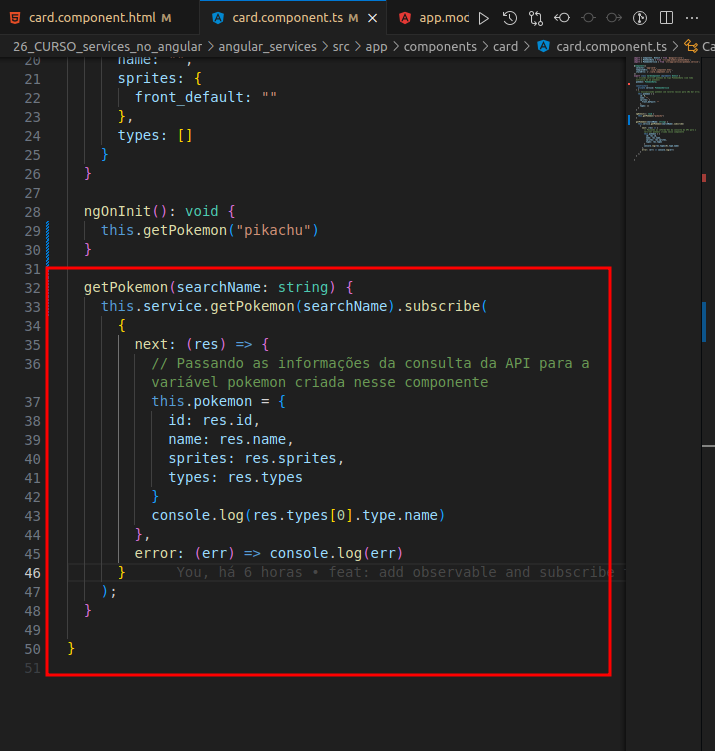 card.component.html M
card.component.ts M
app.moc
26_CURSO_services_no_angular > angular_services > src > app > components > card > card.component.ts > Ca
20 name: "",
21 sprites: {
22 front_default: ""
23 },
24 types: []
25 }
26 }
27
28 ngOnInit(): void {
29 this.getPokemon("pikachu")
30 }
31
32 getPokemon(searchName: string) {
33 this.service.getPokemon(searchName).subscribe(
34 {
35 next: (res) => {
36 // Passando as informações da consulta da API para a
variável pokemon criada nesse componente
37 this.pokemon = {
38 id: res.id,
39 name: res.name,
40 sprites: res.sprites,
41 types: res.types
42 }
43 console.log(res.types[0].type.name)
44 },
45 error: (err) => console.log(err)
46 } You, há 6 horas • feat: add observable and subscribe
47 );
48 }
49
50 }
51